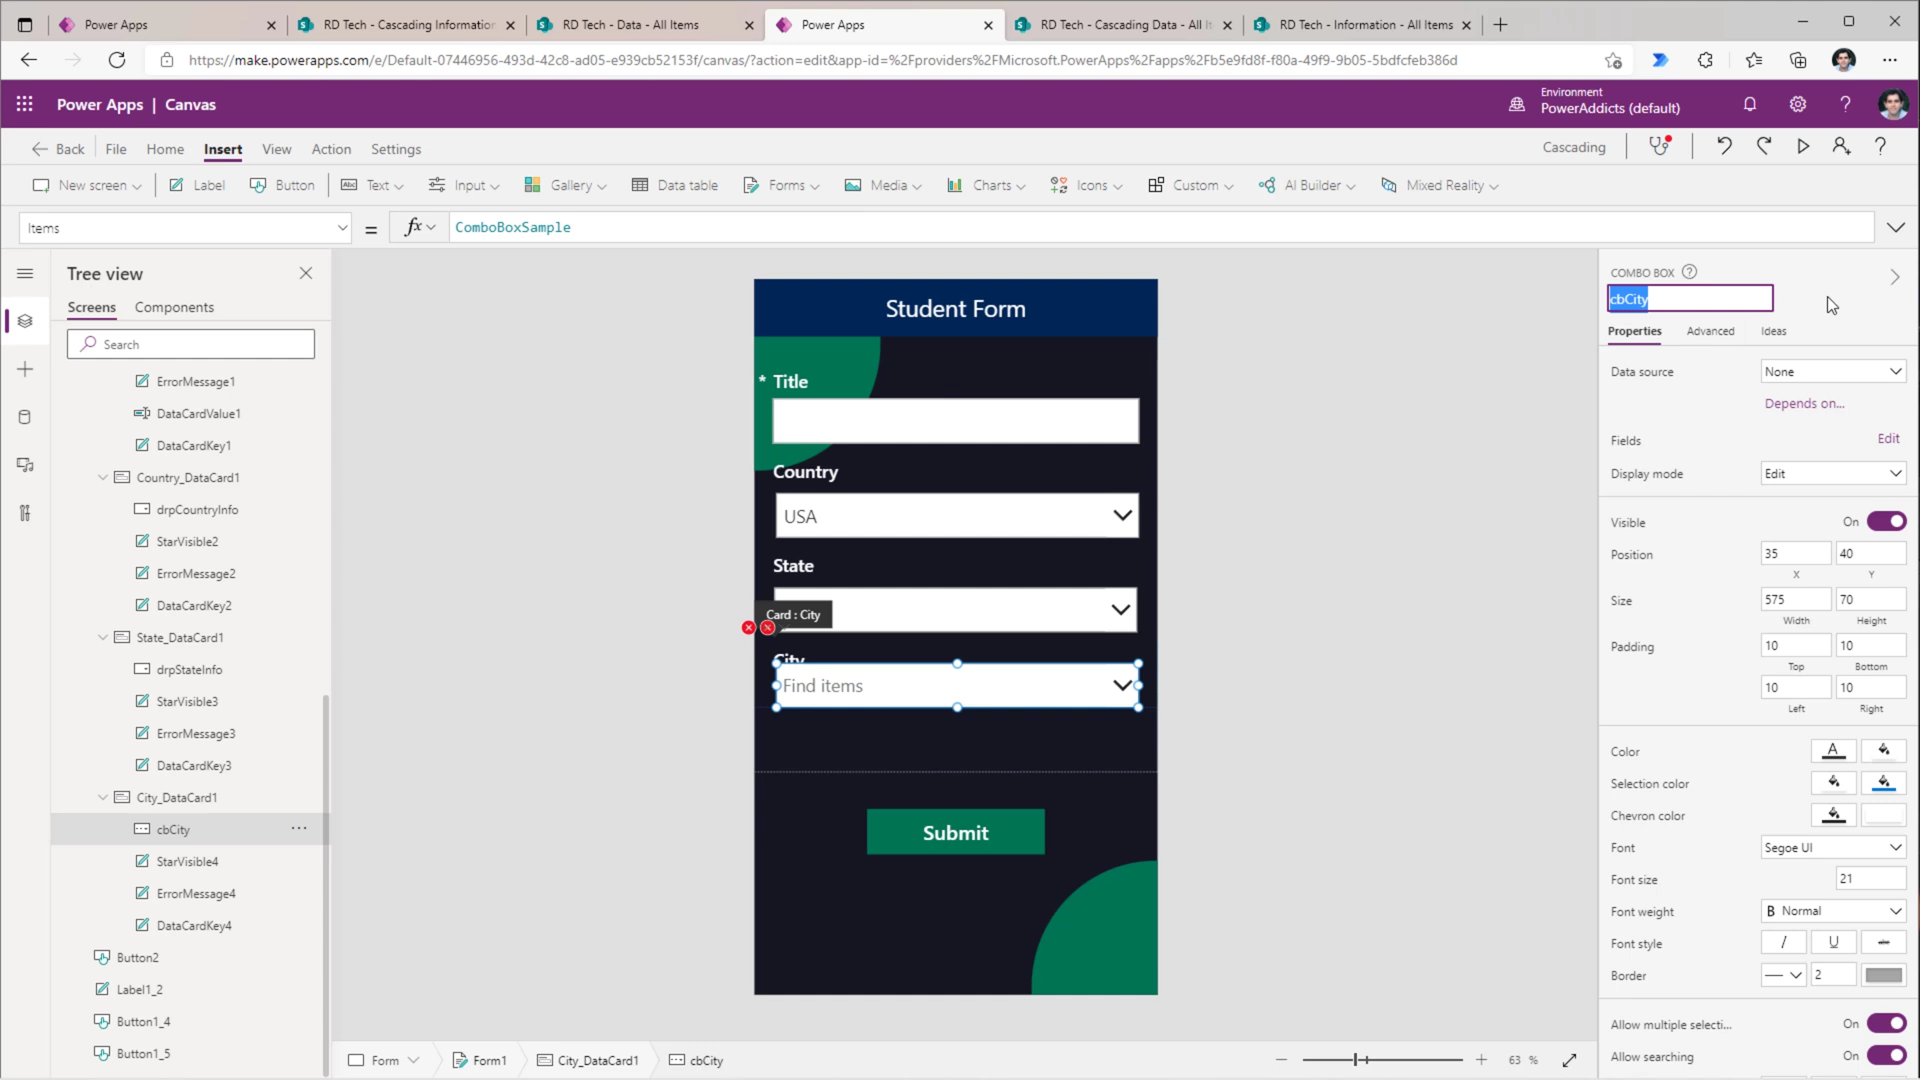 Power Apps
RD Tech - Cascading Information
RD Tech - Data - All Items
Power Apps
RD Tech - Cascading Data - All It
RD Tech - Information - All Items
https://make.powerapps.com/e/Default-07446956-493d-42c8-ad05-e939cb52153f/canvas/?action=edit&app-id=%2Fproviders%2FMicrosoft.PowerApps%2Fapps%2Fb5e9fd8f-f80a-49f9-9b05-5bdfcfeb386d
Power Apps | Canvas
Environment
PowerAddicts (default)
Back File Home Insert View Action Settings
Cascading
New screen Label Button Text Input Gallery Data table Forms Media Charts Icons Custom AI Builder Mixed Reality
Items = fx ComboBoxSample
Tree view
Screens Components
Search
ErrorMessage1
DataCardValue1
DataCardKey1
Country_DataCard1
drpCountryInfo
StarVisible2
ErrorMessage2
DataCardKey2
State_DataCard1
drpStateInfo
StarVisible3
ErrorMessage3
DataCardKey3
City_DataCard1
cbCity
StarVisible4
ErrorMessage4
DataCardKey4
Button2
Label1_2
Button1_4
Button1_5
Student Form
* Title
Country
USA
State
Card : City
City
Find items
Submit
Form Form1 City_DataCard1 cbCity
63 %
COMBO BOX
cbCity
Properties Advanced Ideas
Data source None
Depends on...
Fields Edit
Display mode Edit
Visible On
Position 35 40
X Y
Size 575 70
Width Height
Padding 10 10
Top Bottom
10 10
Left Right
Color
Selection color
Chevron color
Font Segoe UI
Font size 21
Font weight B Normal
Font style / U abc
Border 2
Allow multiple selecti... On
Allow searching On